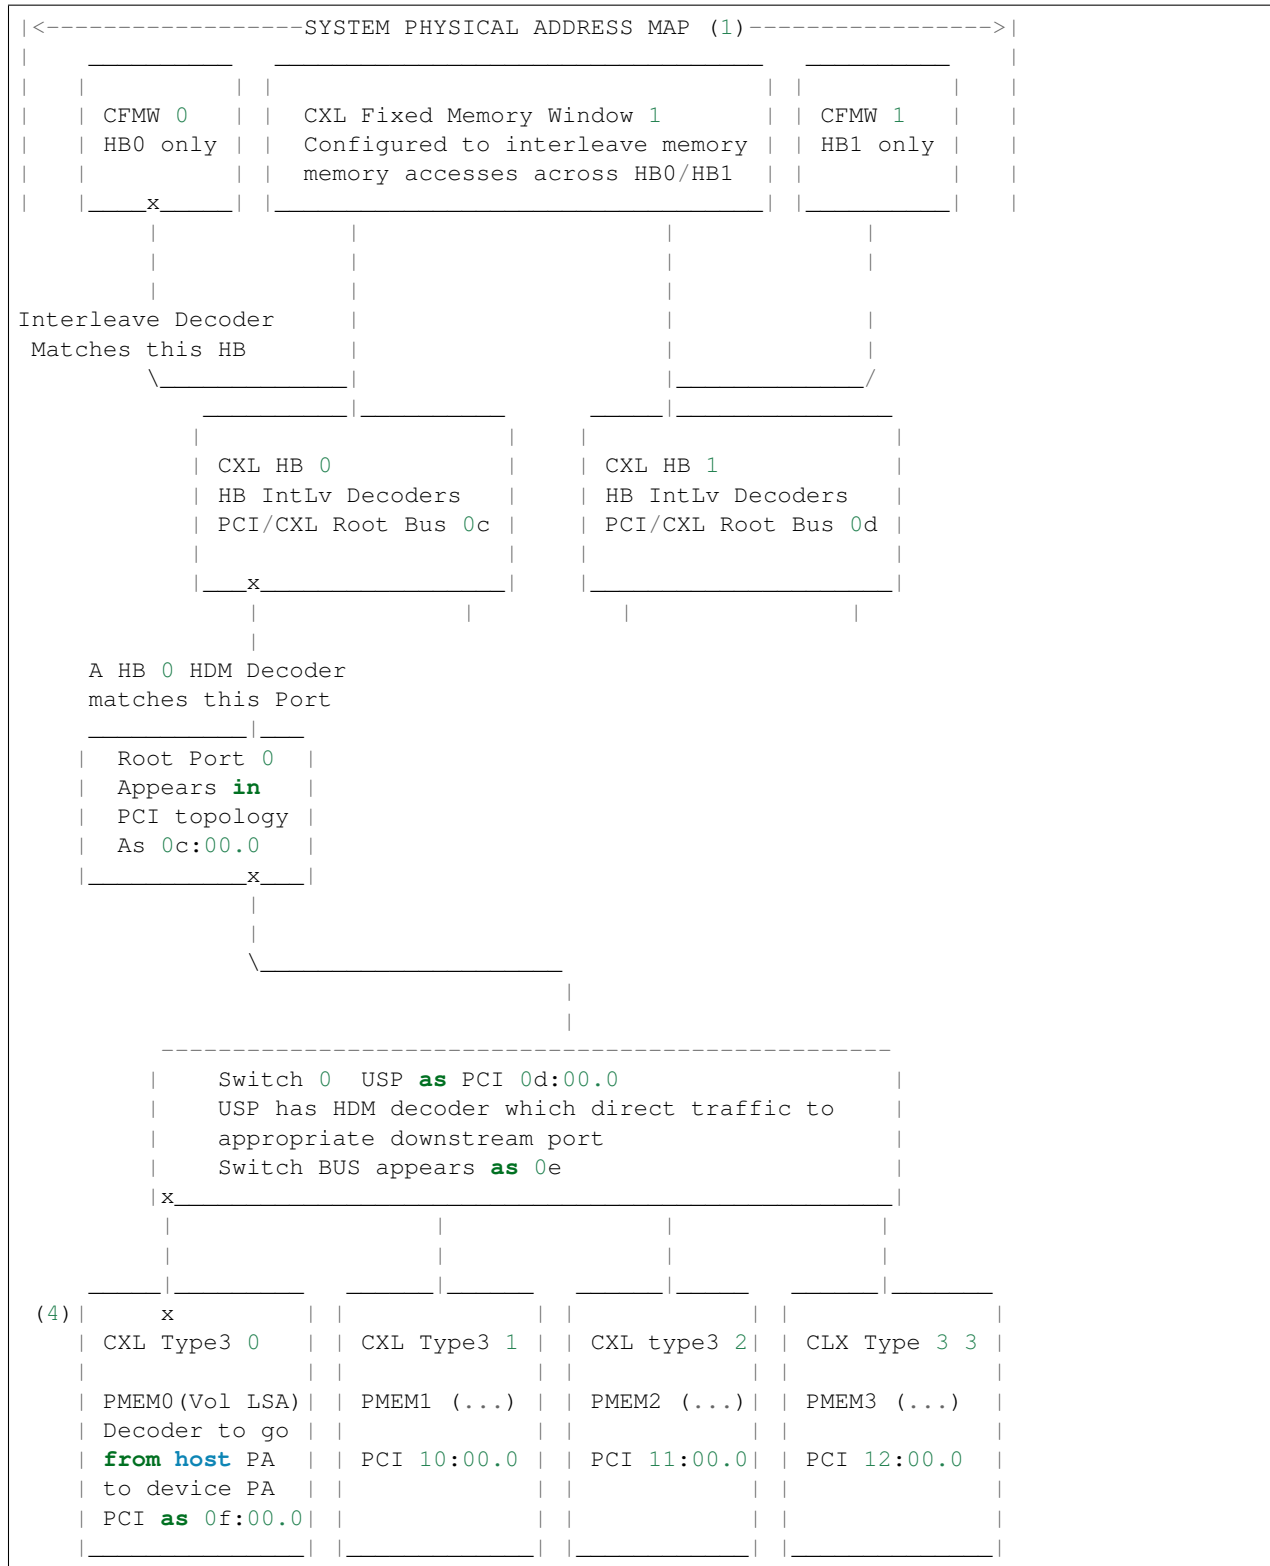 |<------------------SYSTEM PHYSICAL ADDRESS MAP (1)----------------->|
|    __________   __________________________________   __________    |
|   |          | |                                  | |          |   |
|   | CFMW 0   | |  CXL Fixed Memory Window 1       | | CFMW 1   |   |
|   | HB0 only | |  Configured to interleave memory | | HB1 only |   |
|   |          | |  memory accesses across HB0/HB1  | |          |   |
|   |____x_____| |__________________________________| |__________|   |
Interleave Decoder
Matches this HB
CXL HB 0 CXL HB 1
HB IntLv Decoders HB IntLv Decoders
PCI/CXL Root Bus 0c PCI/CXL Root Bus 0d
x
A HB 0 HDM Decoder
matches this Port
Root Port 0
Appears in
PCI topology
As 0c:00.0
x
Switch 0 USP as PCI 0d:00.0
USP has HDM decoder which direct traffic to
appropriate downstream port
Switch BUS appears as 0e
x
(4) x
CXL Type3 0 CXL Type3 1 CXL type3 2 CLX Type 3 3
PMEM0(Vol LSA) PMEM1 (...) PMEM2 (...) PMEM3 (...)
Decoder to go
from host PA PCI 10:00.0 PCI 11:00.0 PCI 12:00.0
to device PA
PCI as 0f:00.0